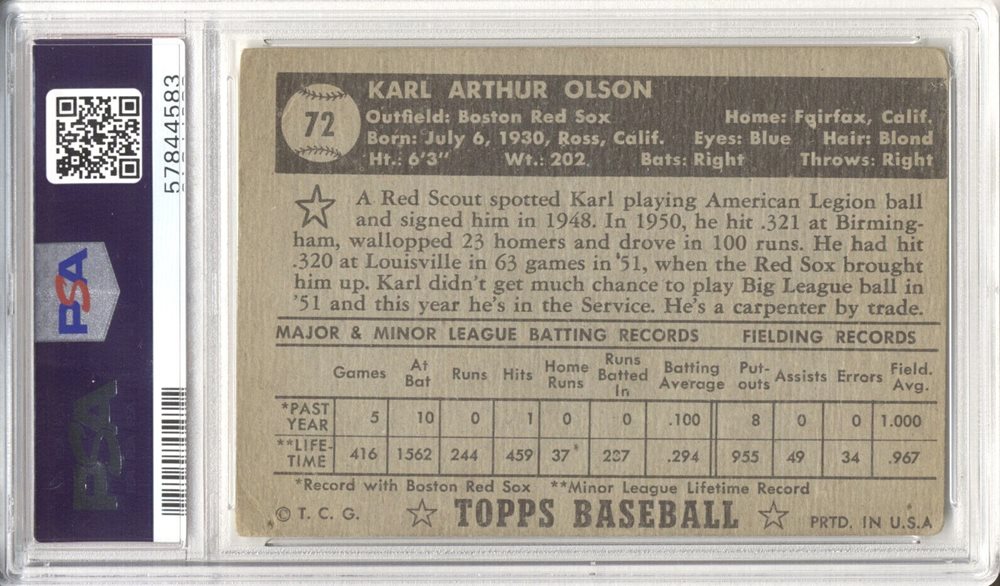 57844583
PSA
PSA
72
KARL ARTHUR OLSON
Outfield: Boston Red Sox Home: Fairfax, Calif.
Born: July 6, 1930, Ross, Calif. Eyes: Blue Hair: Blond
Ht.: 6'3" Wt.: 202 Bats: Right Throws: Right
A Red Scout spotted Karl playing American Legion ball
and signed him in 1948. In 1950, he hit .321 at Birming-
ham, wallopped 23 homers and drove in 100 runs. He had hit
.320 at Louisville in 63 games in '51, when the Red Sox brought
him up. Karl didn't get much chance to play Big League ball in
'51 and this year he's in the Service. He's a carpenter by trade.
MAJOR & MINOR LEAGUE BATTING RECORDS FIELDING RECORDS
Games At Bat Runs Hits Home Runs Runs Batted In Batting Average Put-outs Assists Errors Field. Avg.
*PAST YEAR 5 10 0 1 0 0 .100 8 0 0 1.000
**LIFE-TIME 416 1562 244 459 37 237 .294 955 49 34 .967
*Record with Boston Red Sox **Minor League Lifetime Record
© T. C. G. TOPPS BASEBALL PRTD. IN U.S.A